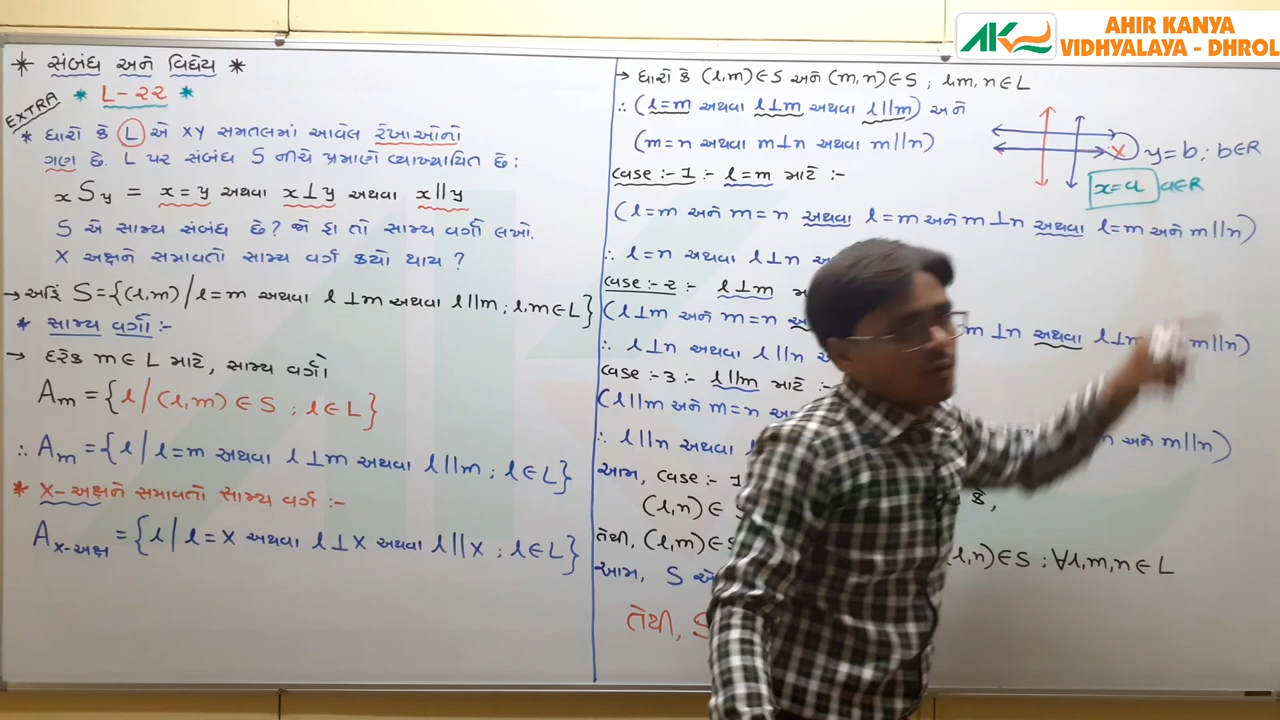 AHIR KANYA
VIDHYALAYA - DHROL
AK
* સંબંધ અને વિધેય *
* L-૨૨ *
EXTRA
* ધારો કે L એ XY સમતલમાં આવેલ રેખાઓનો
ગણ છે. L પર સંબંધ S નીચે પ્રમાણે વ્યાખ્યાયિત છે:
xSy = x=y અથવા x⊥y અથવા x||y
S એ સામ્ય સંબંધ છે? જો હા તો સામ્ય વર્ગો લખો.
X અક્ષને સમાવતો સામ્ય વર્ગ કયો થાય?
→ અહિં S={(l,m)/l=m અથવા l⊥m અથવા l||m; l,m∈L}
* સામ્ય વર્ગો:-
→ દરેક m∈L માટે, સામ્ય વર્ગો
Am={l/(l,m)∈S; l∈L}
∴ Am={l/l=m અથવા l⊥m અથવા l||m; l∈L}
* X-અક્ષને સમાવતો સામ્ય વર્ગ:-
Ax-અક્ષ={l/l=X અથવા l⊥X અથવા l||X; l∈L}
→ ધારો કે (l,m)∈S અને (m,n)∈S; l,m,n∈L
∴ (l=m અથવા l⊥m અથવા l||m) અને
(m=n અથવા m⊥n અથવા m||n)
X y=b; b∈R
x=a a∈R
case:-1:- l=m માટે:-
(l=m અને m=n અથવા l=m અને m⊥n અથવા l=m અને m||n)
∴ l=n અથવા l⊥n
case:-૨:- l⊥m
(l⊥m અને m=n m⊥n અથવા l⊥m m||n)
∴ l⊥n અથવા l||n
case:-3:- l||m માટે:-
(l||m અને m=n અને m||n)
∴ l||n અથવા
આમ, case:-1 કે,
(l,n)∈
તેથી, (l,m)∈S (l,n)∈S; ∀l,m,n∈L
આમ, S એ
તેથી, S